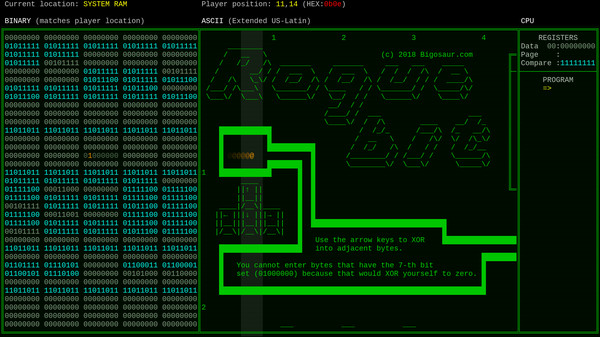 Current location: SYSTEM RAM
Player position: 11,14 (HEX:0b0e)
BINARY (matches player location)
ASCII (Extended US-Latin)
CPU
00000000 00000000 00000000 00000000 00000000
01011111 01011111 01011111 01011111 01011111
01011111 01011111 00000000 00000000 00000000
01011111 00101111 00000000 00000000 00000000
00000000 00000000 01011111 01011111 00101111
00000000 00000000 01011100 01011111 01011100
01011111 01011111 01011111 01011100 00000000
01011100 01011111 01011111 01011111 01011100
00000000 00000000 00000000 00000000 00000000
00000000 00000000 00000000 00000000 00000000
00000000 00000000 00000000 00000000 00000000
11011011 11011011 11011011 11011011 11011011
00000000 00000000 00000000 00000000 00000000
00000000 00000000 00000000 00000000 00000000
00000000 00000000 00000000 00000000
00000000 00000000 00000000 00000000 00000000
11011011 11011011 11011011 11011011 11011011
01011111 01011111 01011111 01011111 00000000
01111100 00011000 00000000 01111100 01111100
01111100 01011111 01011111 01111100 01111100
00101111 01011111 01011100 01011111 01111100
01111100 00011001 00000000 01111100 01111100
01111100 01011111 01011111 01111100 01111100
00101111 01011111 01011100 01011111 01111100
00000000 00000000 00000000 00000000 00000000
11011011 11011011 11011011 11011011 11011011
00000000 00000000 00000000 00000000 00000000
01101111 01110101 00000000 01100011 01100001
01100101 01110100 00000000 00101000 00110000
11011011 11011011 11011011 11011011 11011011
00000000 00000000 00000000 00000000 00000000
00000000 00000000 00000000 00000000 00000000
00000000 00000000 00000000 00000000 00000000
00000000 00000000 00000000 00000000 00000000
00000000 00000000 00000000 00000000 00000000
1 2 3 4
(c) 2018 Bigosaur.com
1
Use the arrow keys to XOR
into adjacent bytes.
You cannot enter bytes that have the 7-th bit
set (01000000) because that would XOR yourself to zero.
2
REGISTERS
Data 00:00000000
Page :
Compare :11111111
PROGRAM
=>